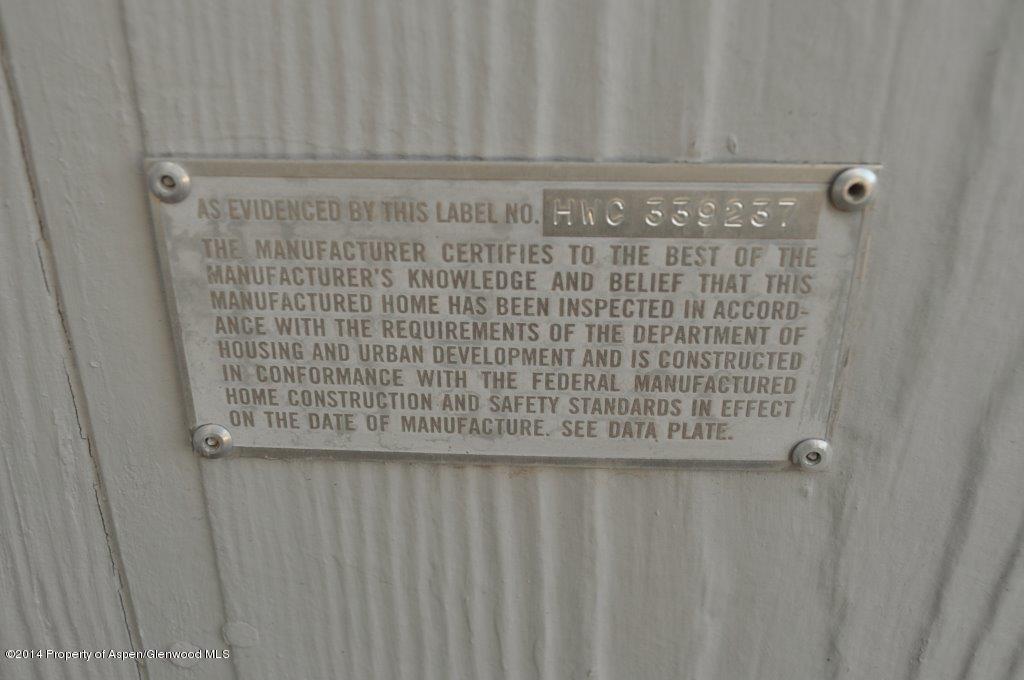 AS EVIDENCED BY THIS LABEL NO. HWC 339237
THE MANUFACTURER CERTIFIES TO THE BEST OF THE
MANUFACTURER'S KNOWLEDGE AND BELIEF THAT THIS
MANUFACTURED HOME HAS BEEN INSPECTED IN ACCORD-
ANCE WITH THE REQUIREMENTS OF THE DEPARTMENT OF
HOUSING AND URBAN DEVELOPMENT AND IS CONSTRUCTED
IN CONFORMANCE WITH THE FEDERAL MANUFACTURED
HOME CONSTRUCTION AND SAFETY STANDARDS IN EFFECT
ON THE DATE OF MANUFACTURE. SEE DATA PLATE.
©2014 Property of Aspen/Glenwood MLS